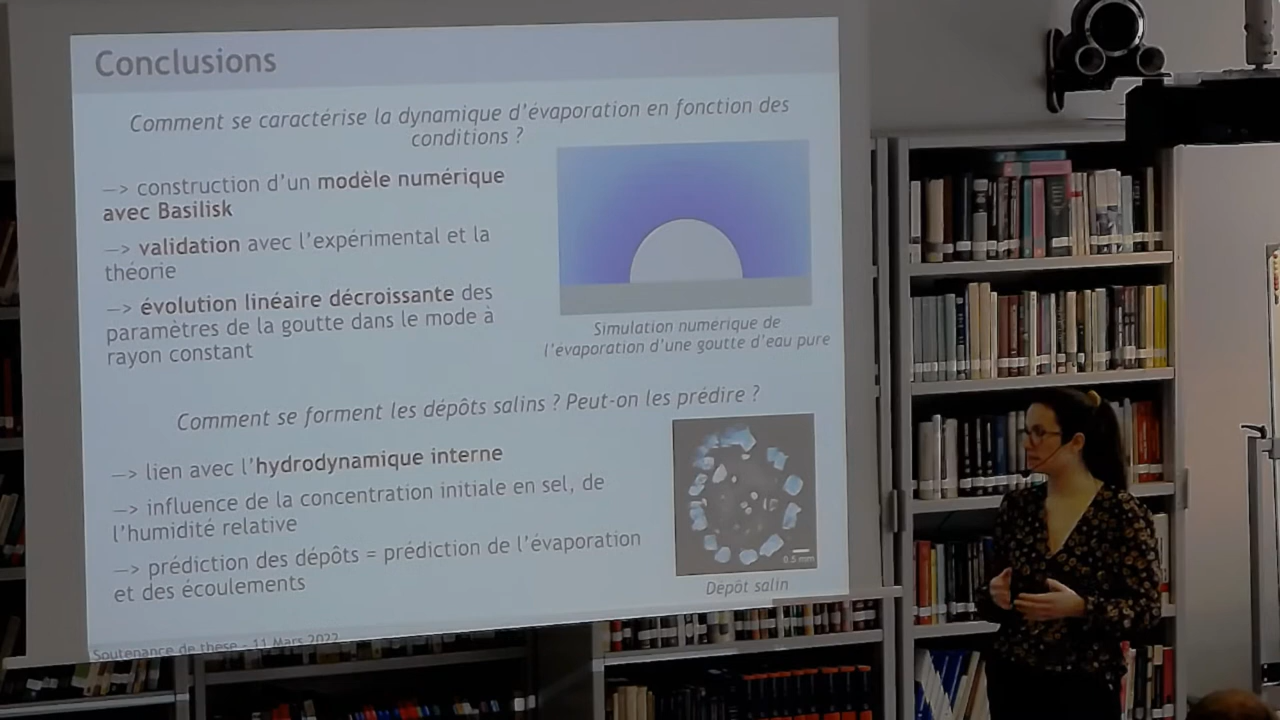 Conclusions
Comment se caractérise la dynamique d'évaporation en fonction des
conditions ?
—> construction d'un modèle numérique
avec Basilisk
—> validation avec l'expérimental et la
théorie
—> évolution linéaire décroissante des
paramètres de la goutte dans le mode à
rayon constant
Simulation numérique de
l'évaporation d'une goutte d'eau pure
Comment se forment les dépôts salins ? Peut-on les prédire ?
—> lien avec l'hydrodynamique interne
—> influence de la concentration initiale en sel, de
l'humidité relative
—> prédiction des dépôts = prédiction de l'évaporation
et des écoulements
0.5 mm
Dépôt salin
Soutenance de thèse - 11 Mars 2022